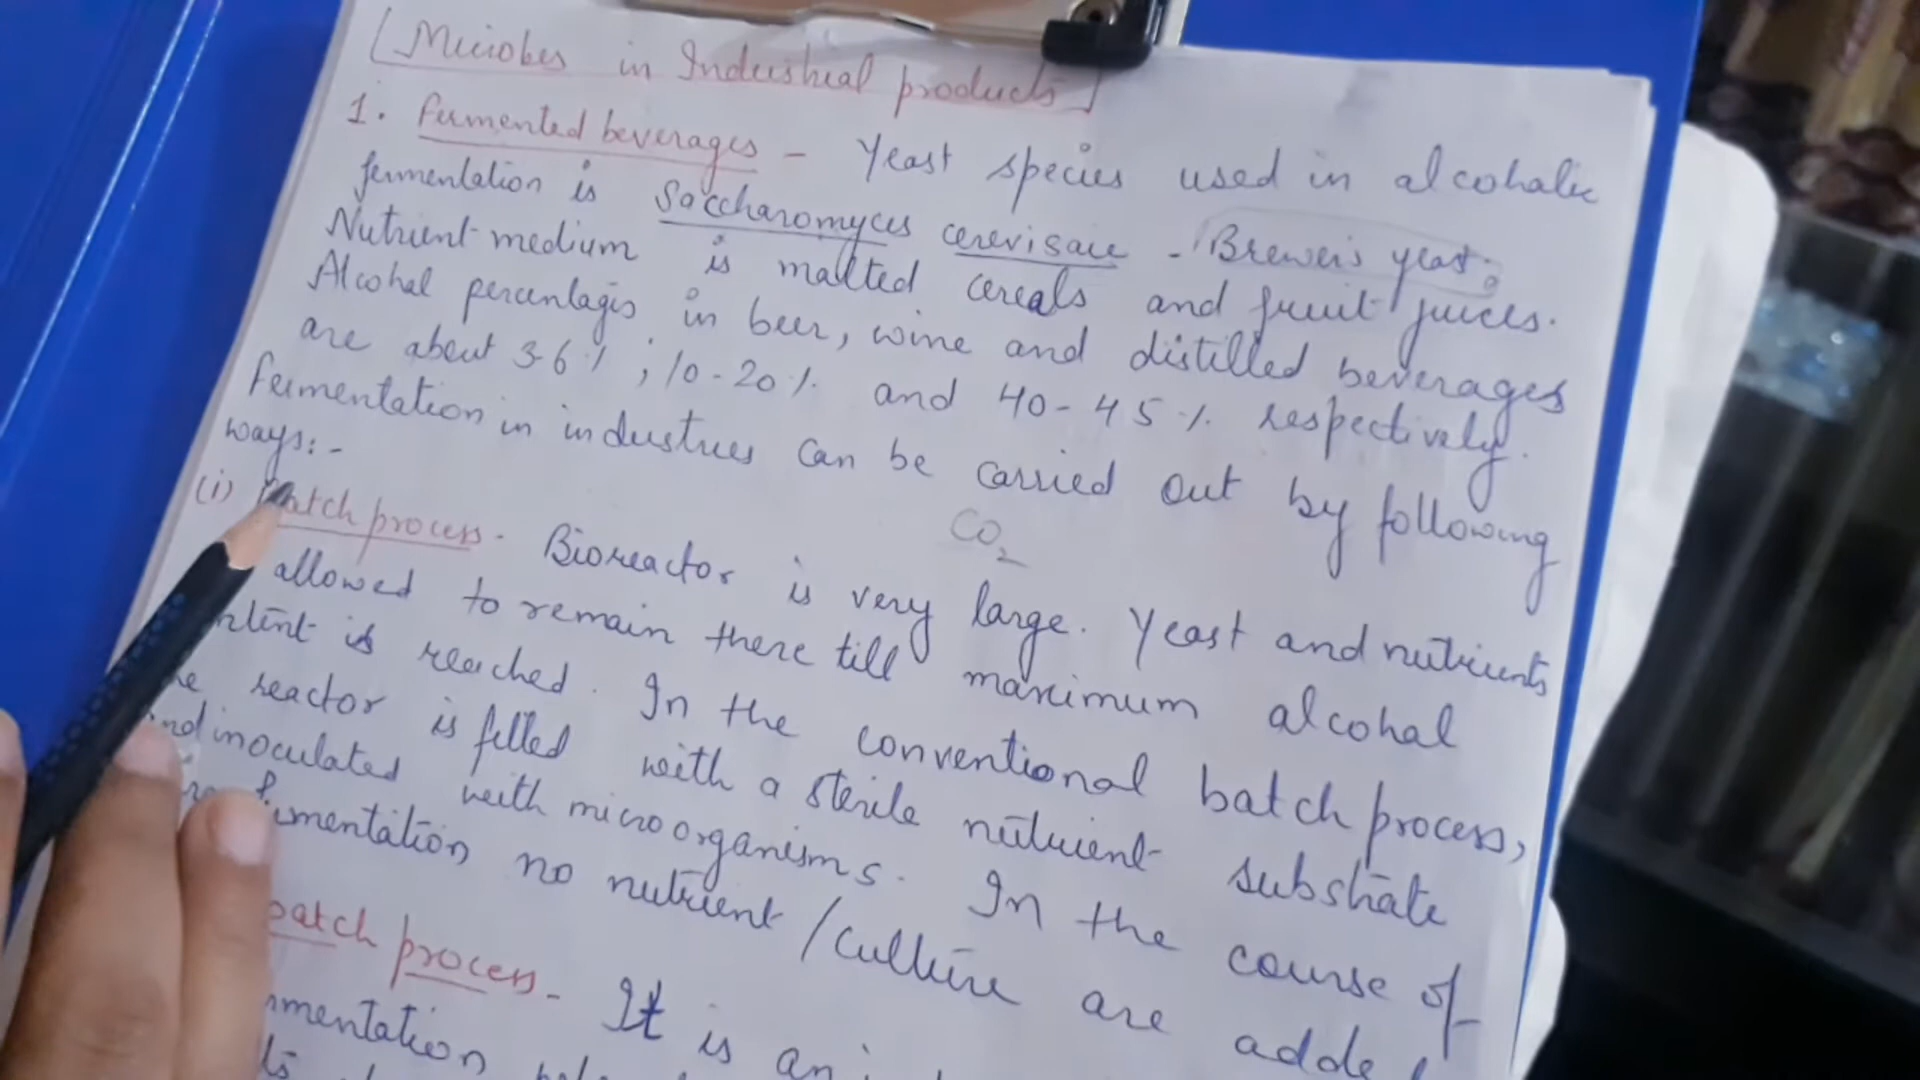 [Microbes in Industrial products]
1. Fermented beverages - Yeast species used in alcohalic
fermentation is Saccharomyces cerevisaie - Brewer's yeast.
Nutrient medium is malted cereals and fruit juices.
Alcohal percentages in beer, wine and distilled beverages
are about 3-6%; 10-20% and 40-45% respectively.
Fermentation in industries can be carried out by following
ways:-
CO2
(i) Batch process - Bioreactor is very large. Yeast and nutrients
allowed to remain there till maximum alcohal
is reached. In the conventional batch process,
reactor is filled with a sterile nutrient substrate
inoculated with microorganisms. In the course of
no nutrient/culture are added
batch process - It is an